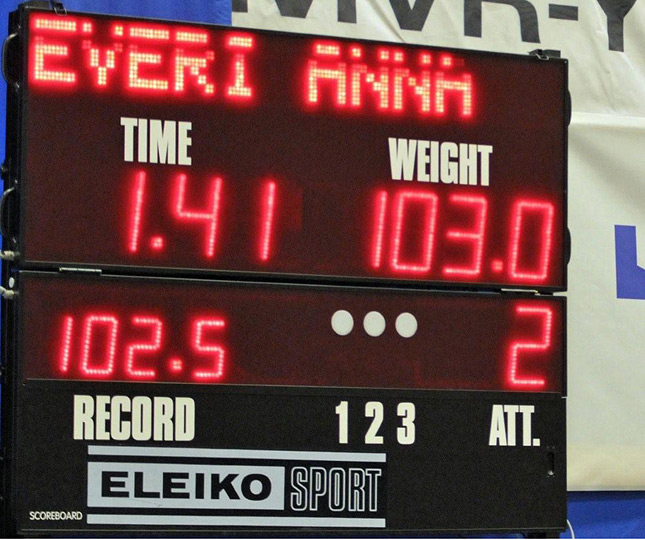 EVERI ANNA
TIME WEIGHT
1.41 103.0
102.5 2
RECORD 1 2 3 ATT.
ELEIKO SPORT
SCOREBOARD